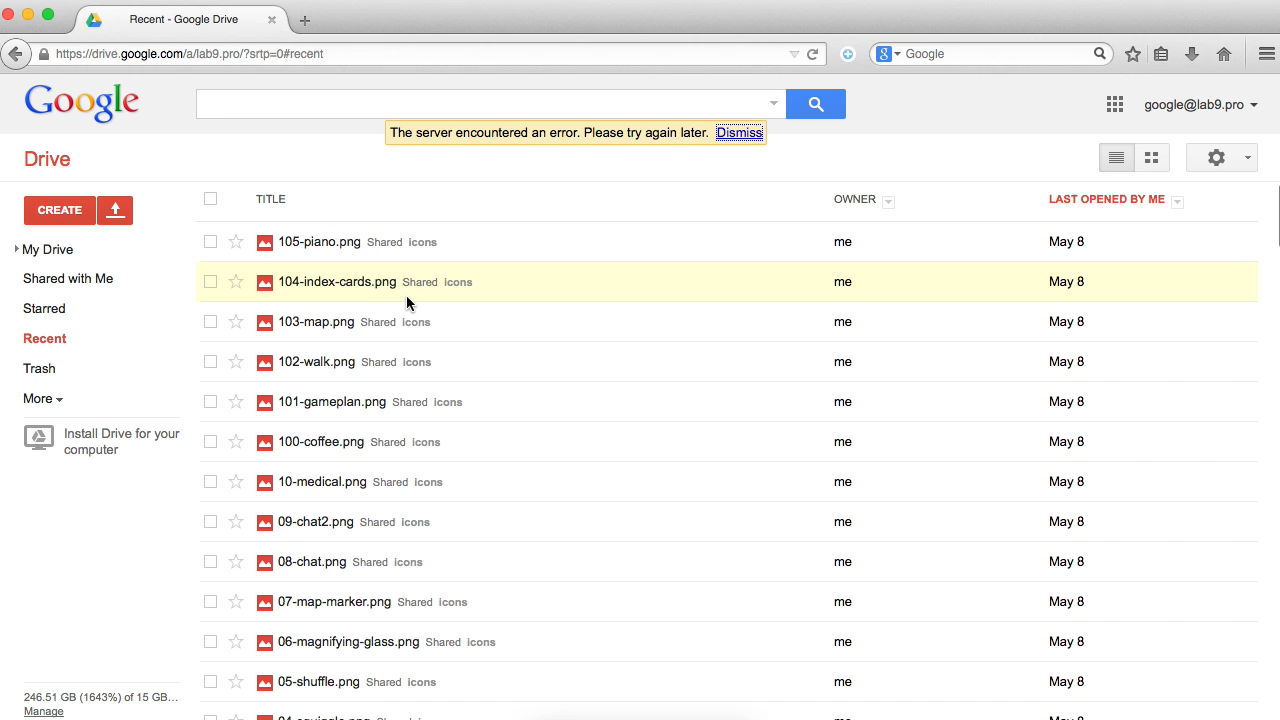 Recent - Google Drive
https://drive.google.com/a/lab9.pro/?srtp=0#recent
Google
Google
google@lab9.pro
The server encountered an error. Please try again later. Dismiss
Drive
CREATE
My Drive
Shared with Me
Starred
Recent
Trash
More
Install Drive for your
computer
246.51 GB (1643%) of 15 GB...
Manage
TITLE OWNER LAST OPENED BY ME
105-piano.png Shared icons me May 8
104-index-cards.png Shared icons me May 8
103-map.png Shared icons me May 8
102-walk.png Shared icons me May 8
101-gameplan.png Shared icons me May 8
100-coffee.png Shared icons me May 8
10-medical.png Shared icons me May 8
09-chat2.png Shared icons me May 8
08-chat.png Shared icons me May 8
07-map-marker.png Shared icons me May 8
06-magnifying-glass.png Shared icons me May 8
05-shuffle.png Shared icons me May 8